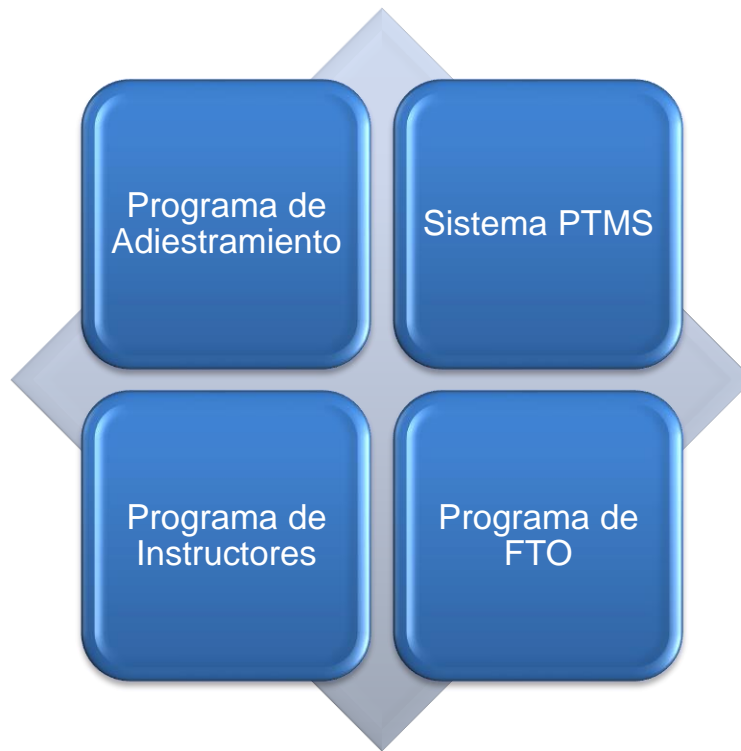 Programa de
Adiestramiento
Sistema PTMS
Programa de
Instructores
Programa de
FTO